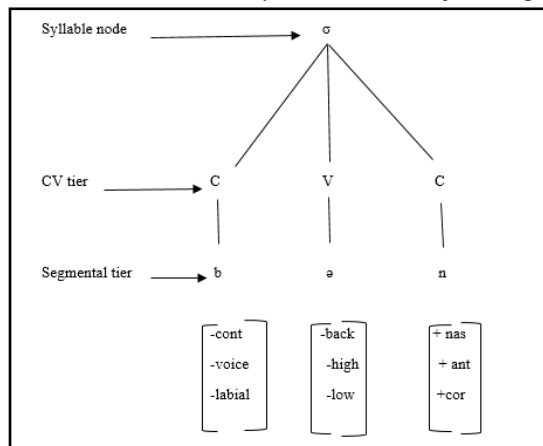 Syllable node σ
CV tier C V C
Segmental tier b ə n
-cont -back + nas
-voice -high + ant
-labial -low +cor